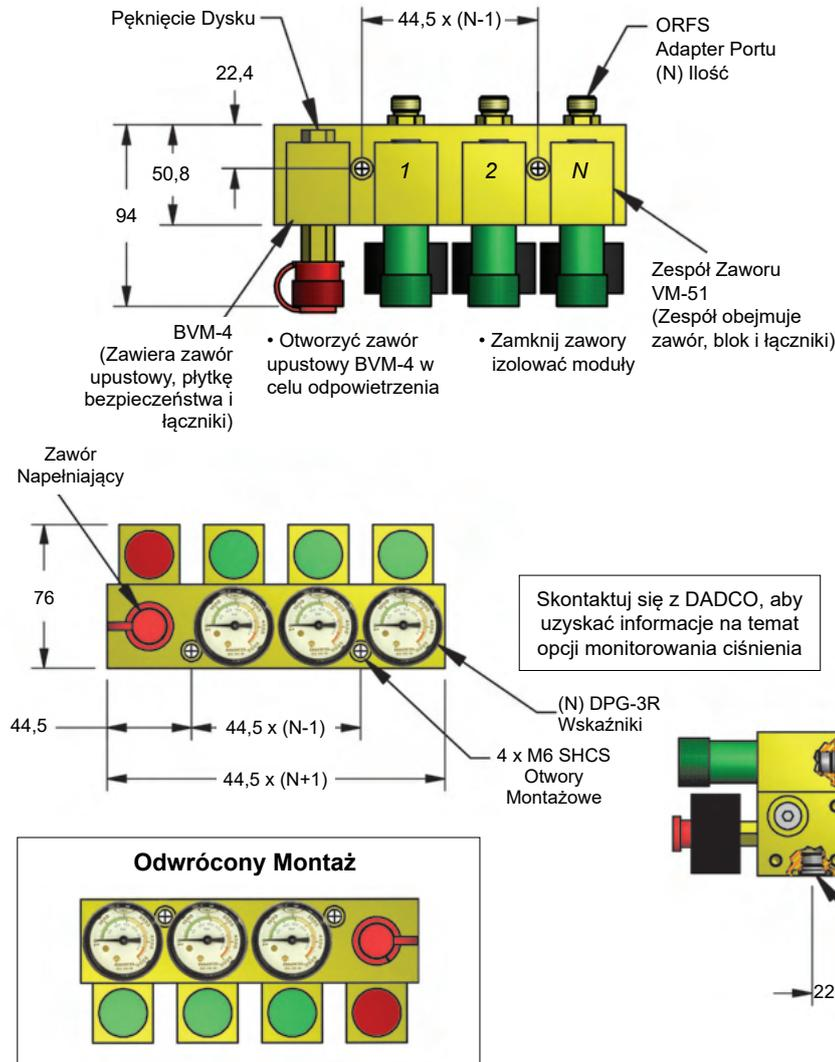 Pęknięcie Dysku
44,5 x (N-1)
ORFS
Adapter Portu
(N) Ilość
22,4
50,8
94
1
2
N
Zespół Zaworu
VM-51
(Zespół obejmuje
zawór, blok i łączniki)
BVM-4
(Zawiera zawór
upustowy, płytkę
bezpieczeństwa i
łączniki)
• Otworzyć zawór
upustowy BVM-4 w
celu odpowietrzenia
• Zamknij zawory
izolować moduły
Zawór
Napełniający
76
Skontaktuj się z DADCO, aby
uzyskać informacje na temat
opcji monitorowania ciśnienia
(N) DPG-3R
Wskaźniki
44,5
44,5 x (N-1)
4 x M6 SHCS
Otwory
Montażowe
44,5 x (N+1)
Odwrócony Montaż
22